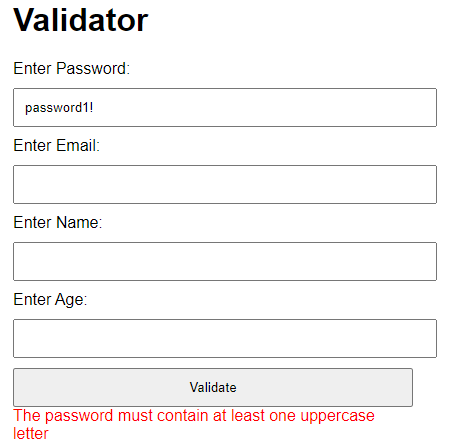 Validator
Enter Password:
password1!
Enter Email:
Enter Name:
Enter Age:
Validate
The password must contain at least one uppercase
letter